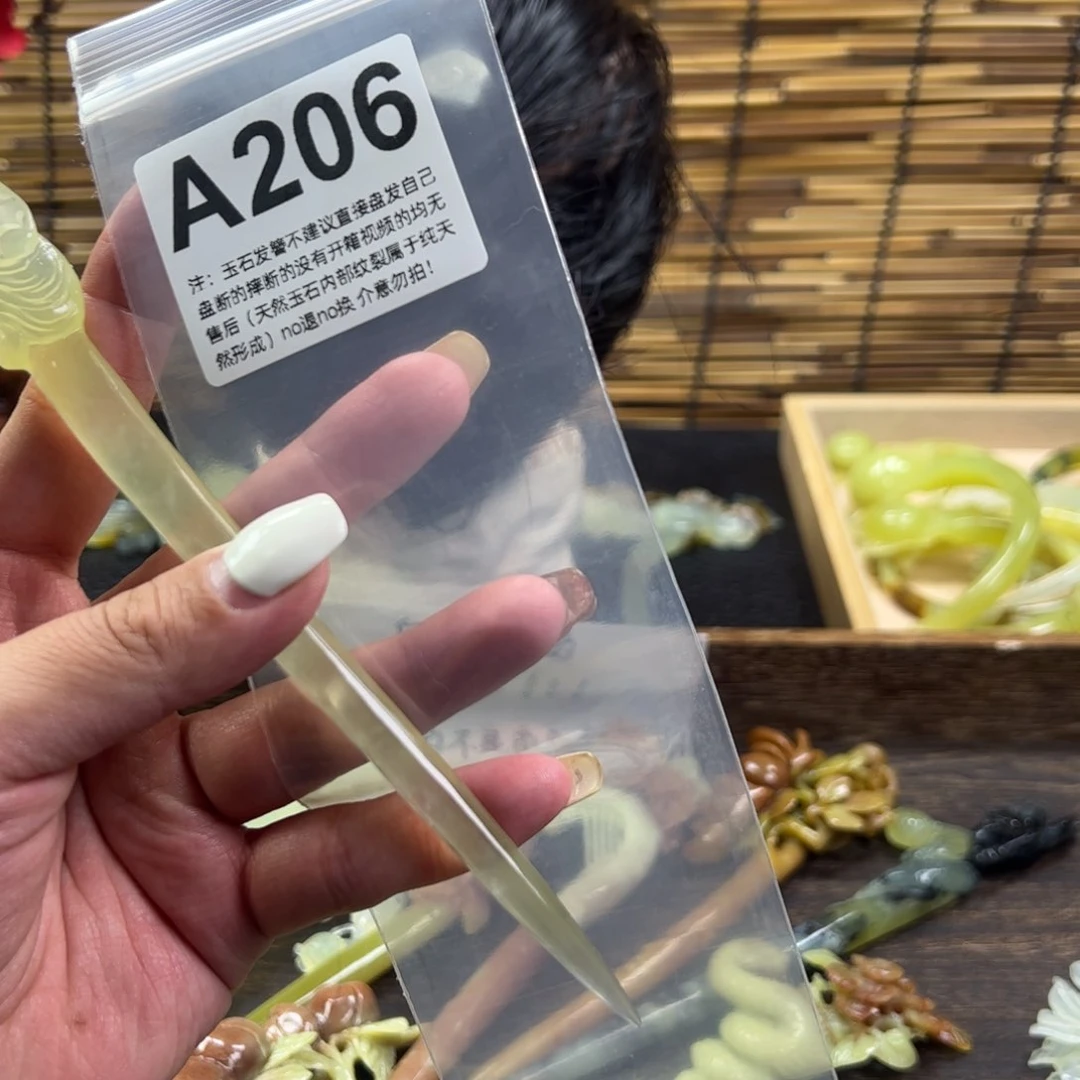 A206
注：玉石发簪不建议直接盘发自己
盘断的摔断的没有开箱视频的均无
售后（天然玉石内部纹裂属于纯天
然形成）no退no换 介意勿拍！